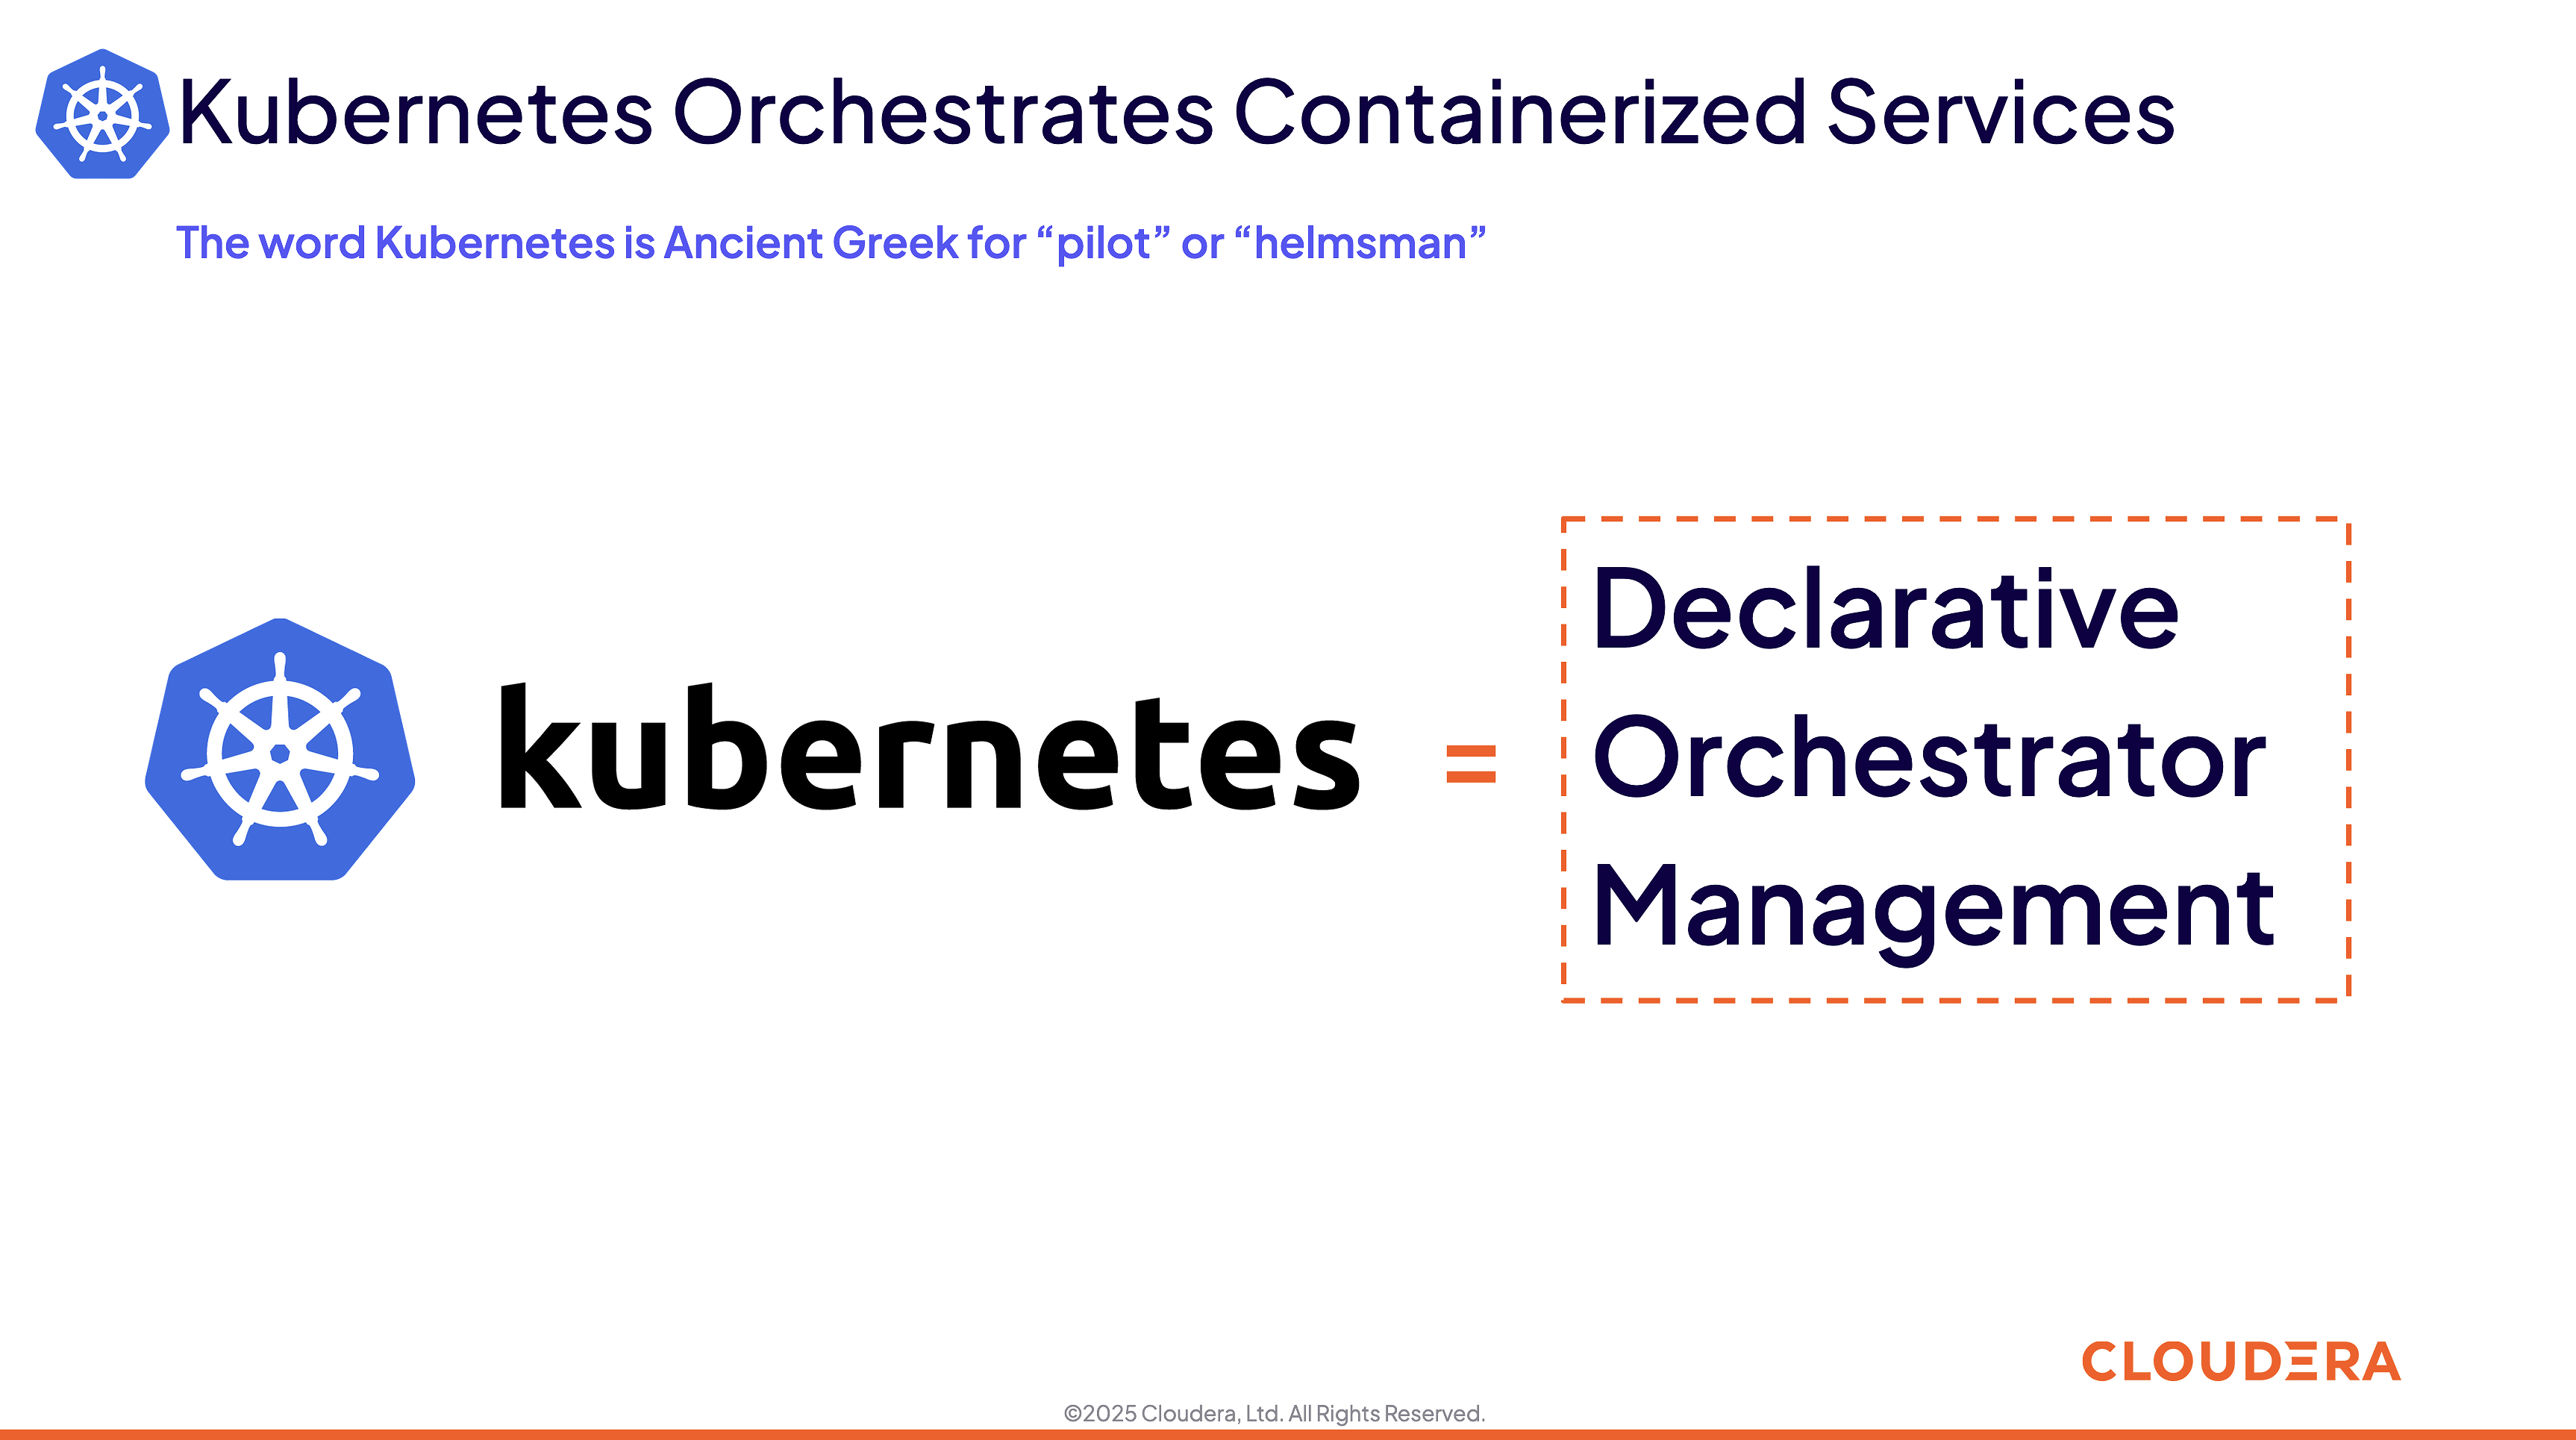 Kubernetes Orchestrates Containerized Services
The word Kubernetes is Ancient Greek for “pilot” or “helmsman”
kubernetes
=
Declarative
Orchestrator
Management
CLOUDERA
©2025 Cloudera, Ltd. All Rights Reserved.